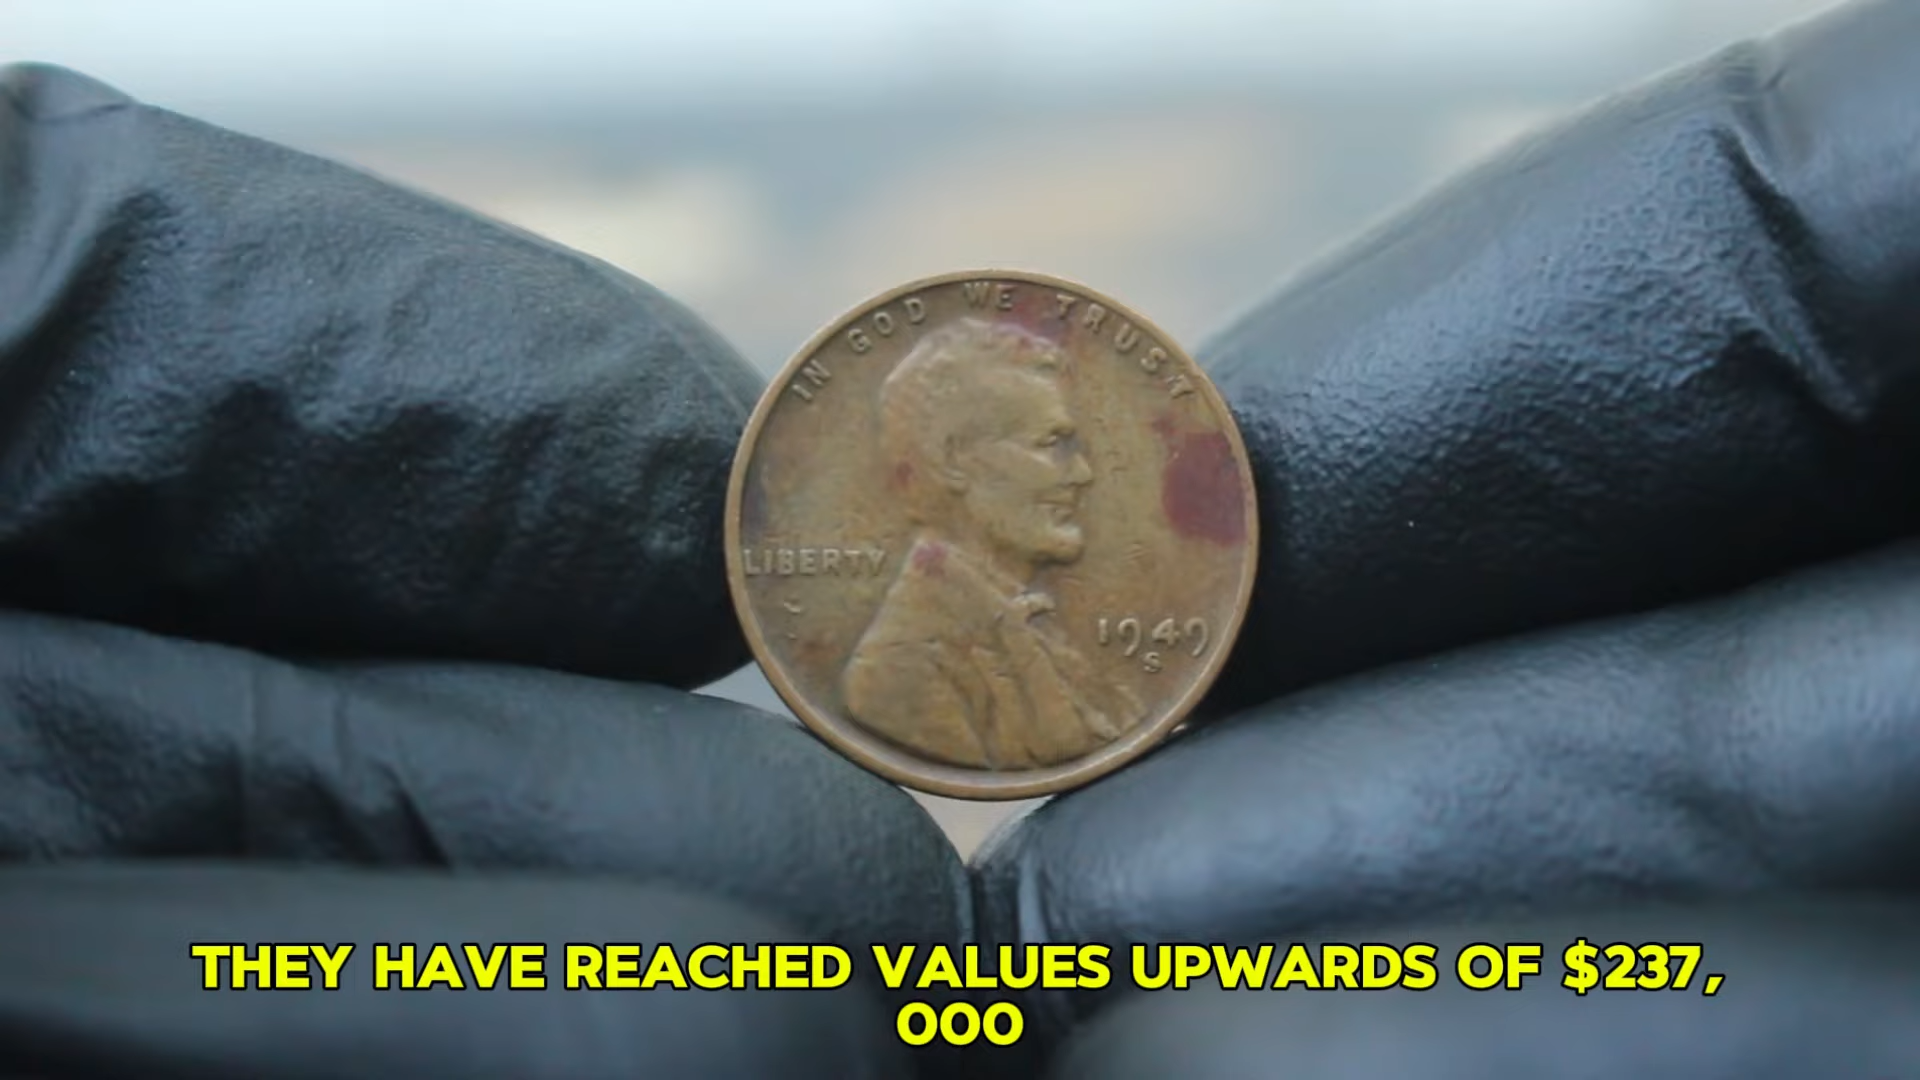 IN GOD WE TRUST
LIBERTY
1949
S
THEY HAVE REACHED VALUES UPWARDS OF $237,
000